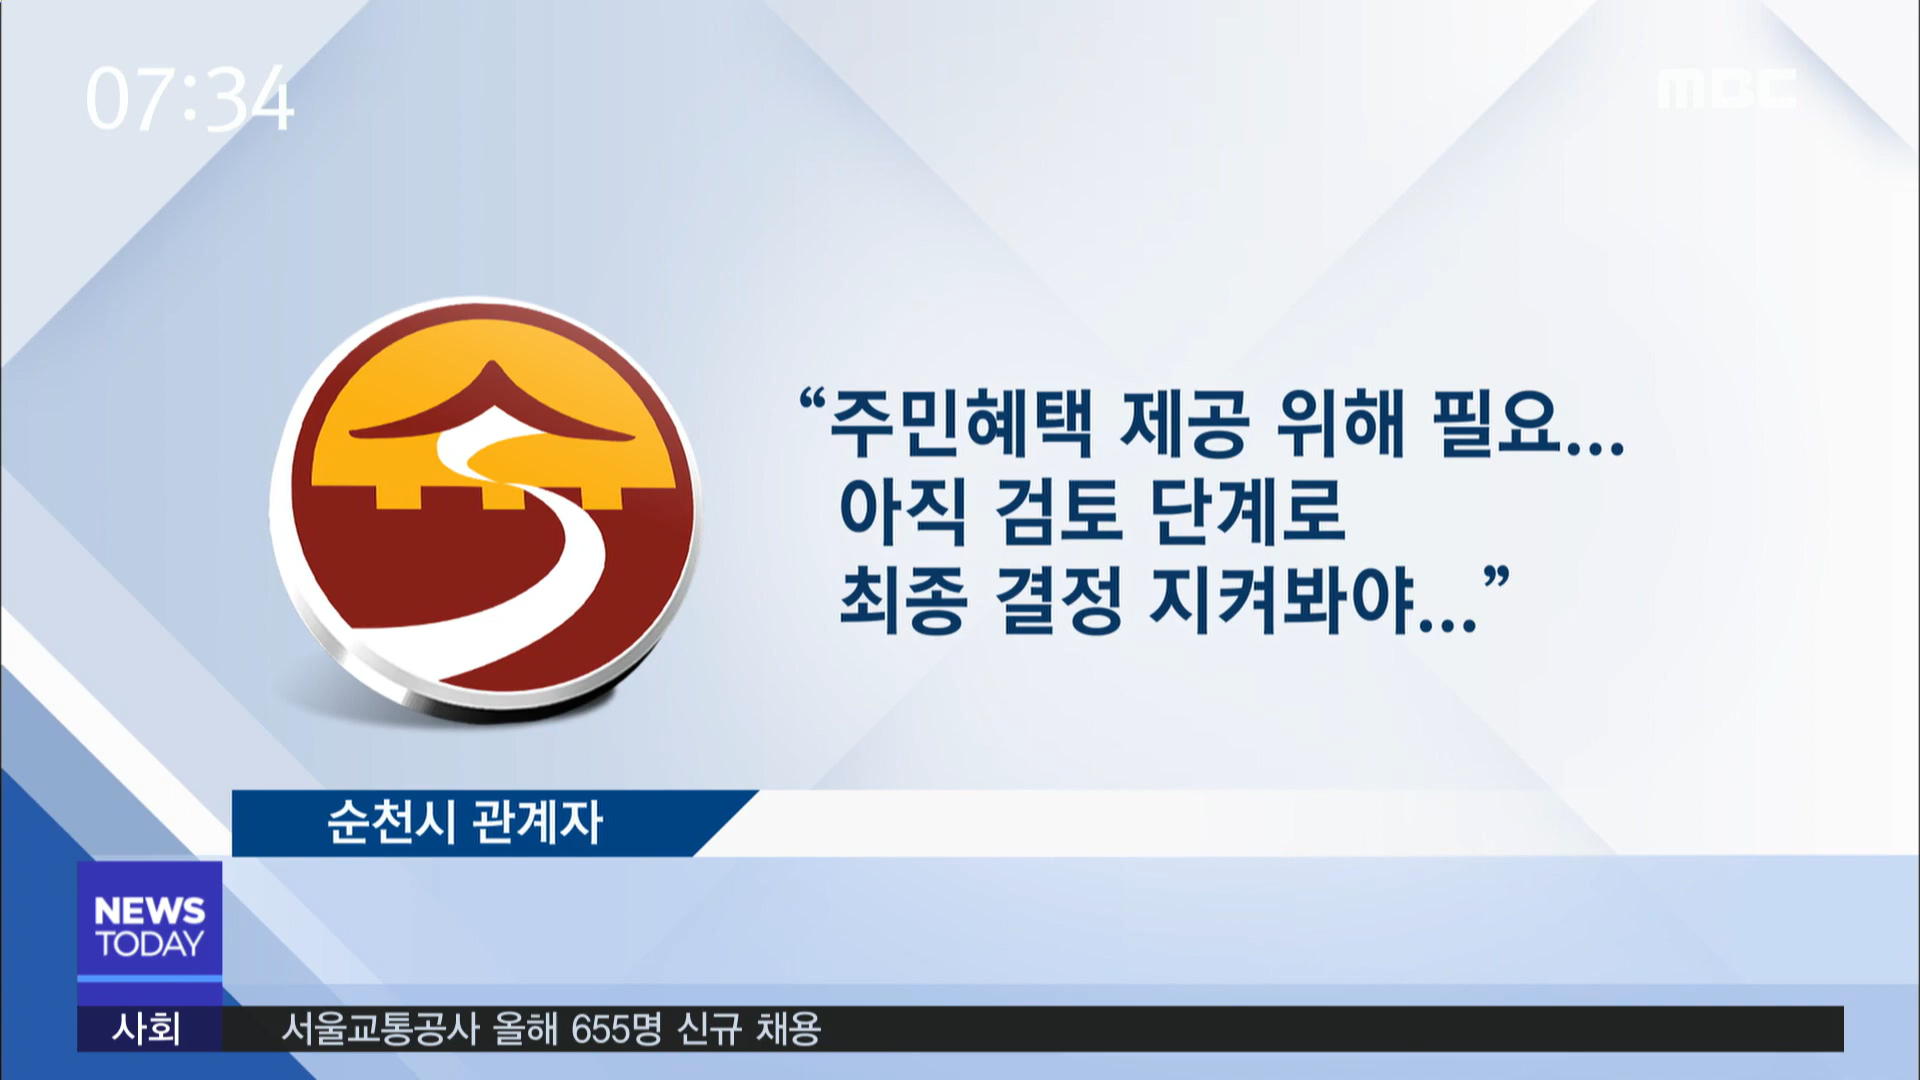 07:34
MBC
“주민혜택 제공 위해 필요...
아직 검토 단계로
최종 결정 지켜봐야...”
순천시 관계자
NEWS
TODAY
사회
서울교통공사 올해 655명 신규 채용